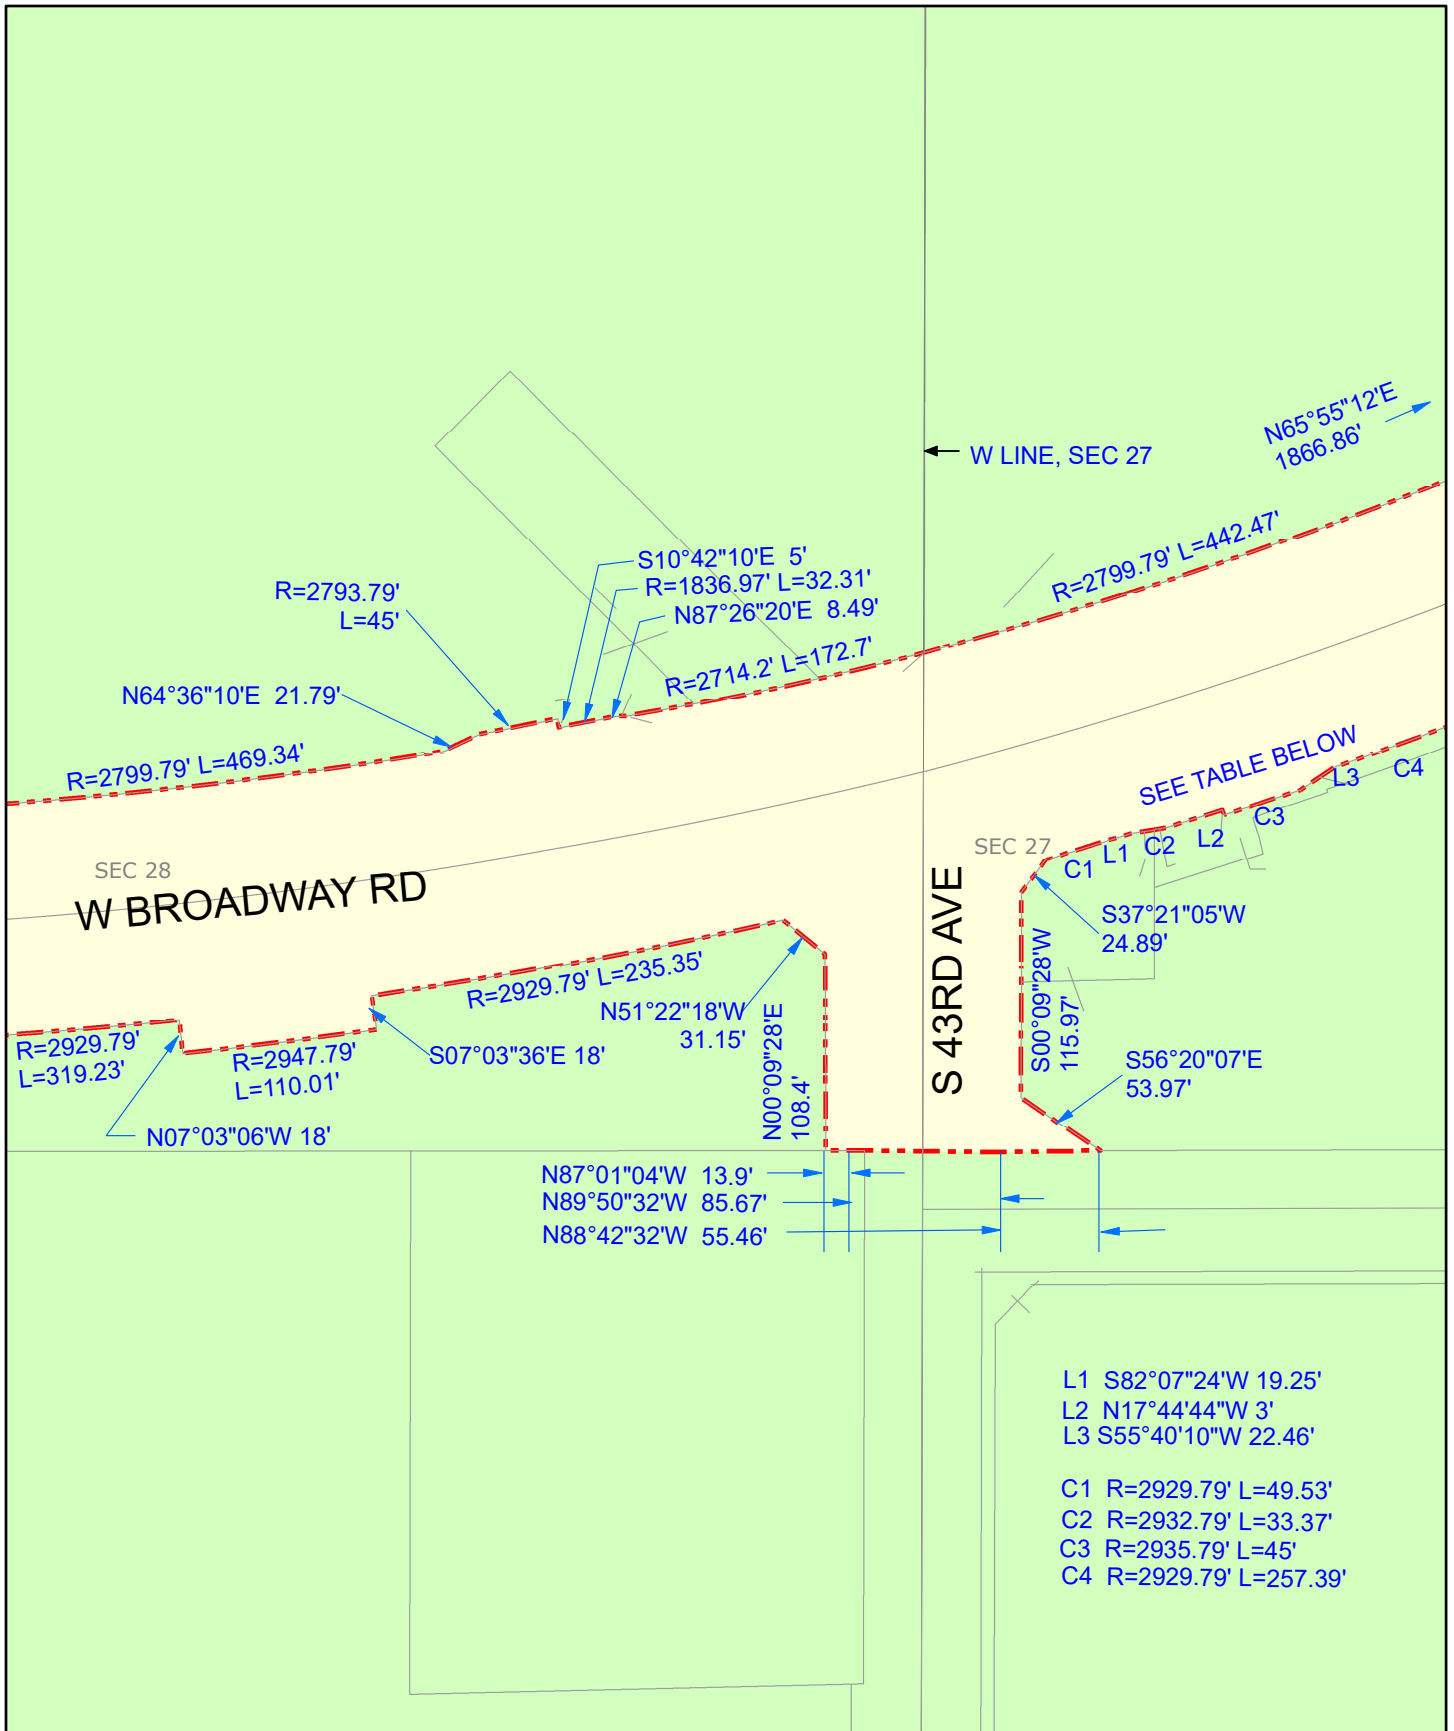 N65°55"12'E
1866.86'
W LINE, SEC 27
R=2799.79' L=442.47'
S10°42"10'E 5'
R=1836.97' L=32.31'
N87°26"20'E 8.49'
R=2793.79'
L=45'
R=2714.2' L=172.7'
N64°36"10'E 21.79'
R=2799.79' L=469.34'
SEE TABLE BELOW
L3
C4
C3
L2
C2
L1
C1
SEC 27
SEC 28
W BROADWAY RD
S37°21"05'W
24.89'
S 43RD AVE
R=2929.79' L=235.35'
N51°22"18'W
31.15'
S00°09"28'W
115.97'
R=2929.79'
L=319.23'
R=2947.79'
L=110.01'
S07°03"36'E 18'
N00°09"28'E
108.4'
S56°20"07'E
53.97'
N07°03"06'W 18'
N87°01"04'W 13.9'
N89°50"32'W 85.67'
N88°42"32'W 55.46'
L1 S82°07"24'W 19.25'
L2 N17°44'44"W 3'
L3 S55°40'10"W 22.46'
C1 R=2929.79' L=49.53'
C2 R=2932.79' L=33.37'
C3 R=2935.79' L=45'
C4 R=2929.79' L=257.39'